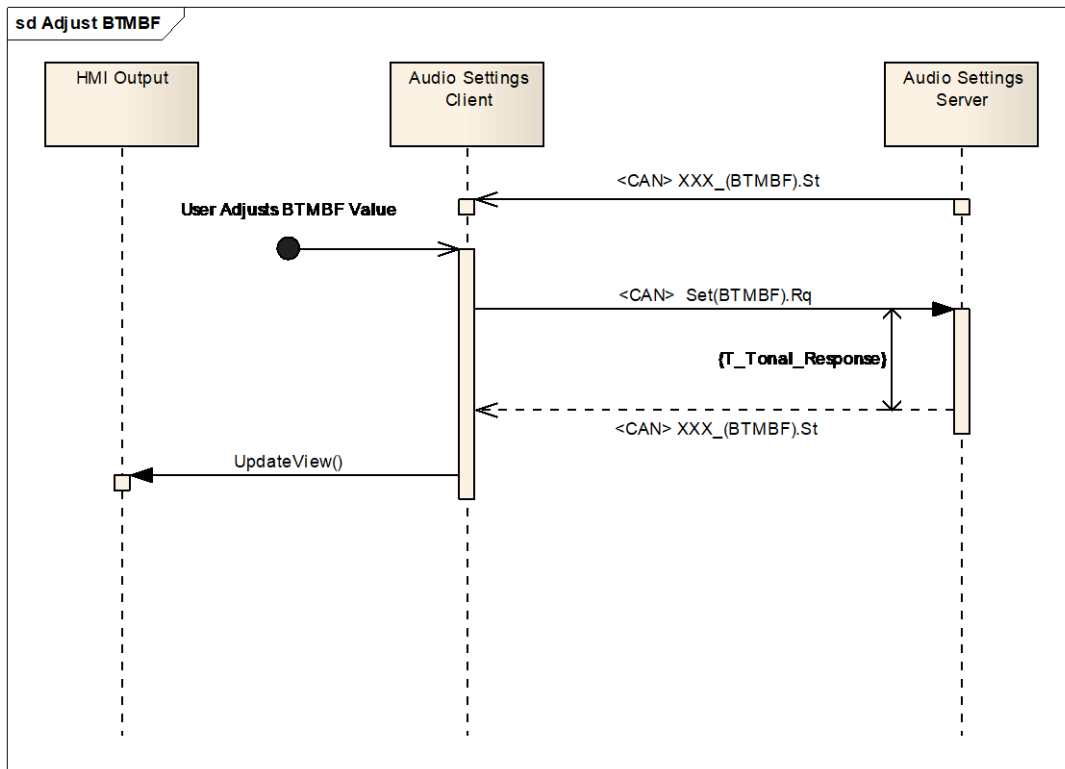 sd Adjust BTMBF
HMI Output
Audio Settings
Client
Audio Settings
Server
<CAN> XXX_(BTMBF).St
User Adjusts BTMBF Value
<CAN>  Set(BTMBF).Rq
{T_Tonal_Response}
<CAN> XXX_(BTMBF).St
UpdateView()